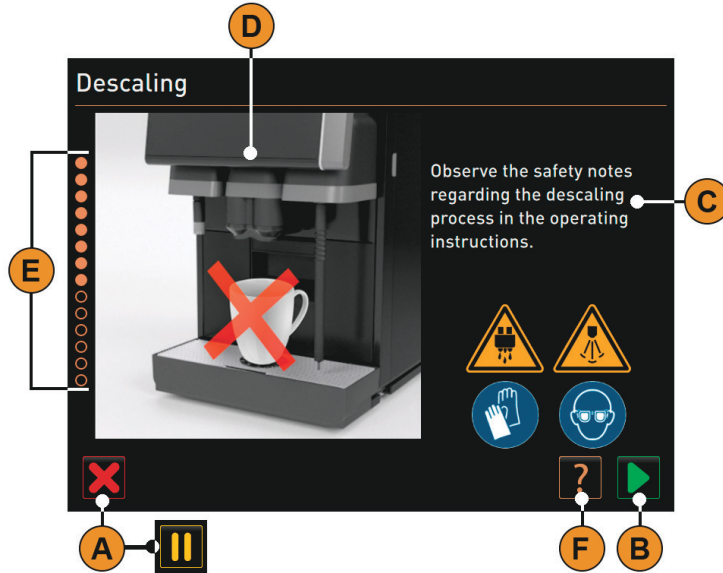 D
Descaling
Observe the safety notes
regarding the descaling
process in the operating
instructions.
C
E
?
A
F
B